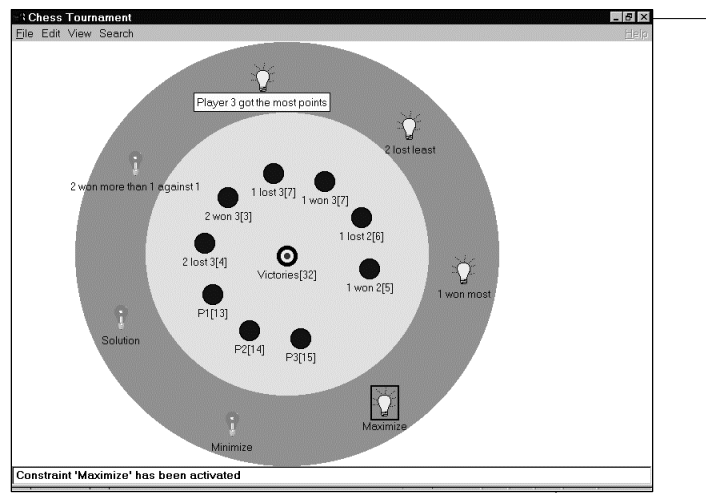 Chess Tournament
File Edit View Search Help
Player 3 got the most points
2 lost least
2 won more than 1 against 1
1 lost 3[7]
1 won 3[7]
2 won 3[3]
1 lost 2[6]
2 lost 3[4]
Victories[32]
1 won 2[5]
1 won most
P1[13]
Solution
P2[14]
P3[15]
Maximize
Minimize
Constraint 'Maximize' has been activated